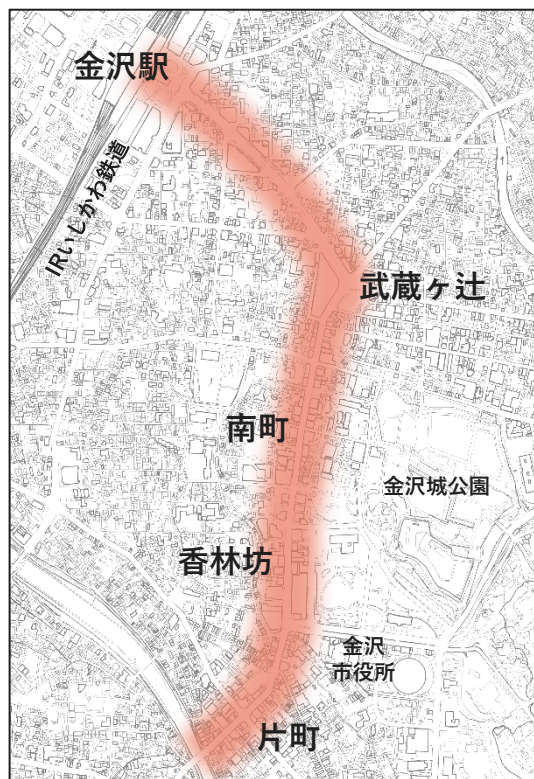 金沢駅
IRいしかわ鉄道
武蔵ヶ辻
南町
金沢城公園
香林坊
金沢
市役所
片町